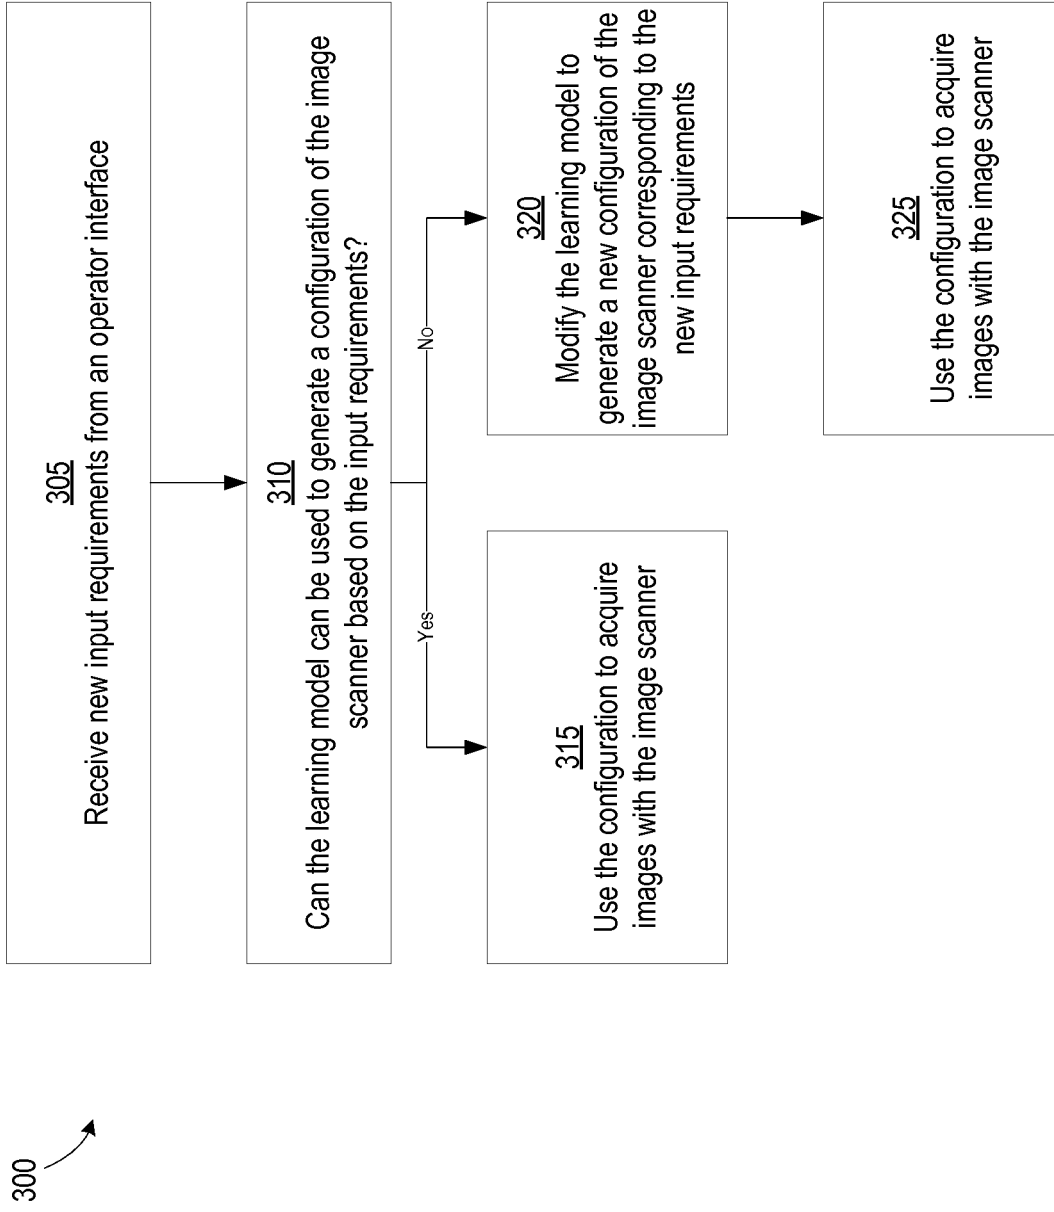 300
305
Receive new input requirements from an operator interface
310
Can the learning model can be used to generate a configuration of the image
scanner based on the input requirements?
Yes
No
315
Use the configuration to acquire
images with the image scanner
320
Modify the learning model to
generate a new configuration of the
image scanner corresponding to the
new input requirements
325
Use the configuration to acquire
images with the image scanner